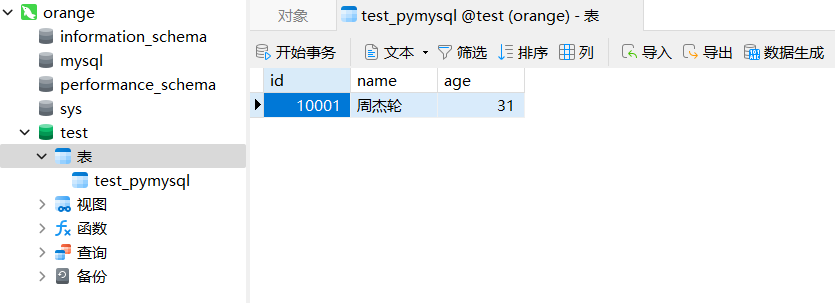 orange
information_schema
mysql
performance_schema
sys
test
表
test_pymysql
视图
函数
查询
备份
对象
test_pymysql @test (orange) - 表
开始事务 文本 筛选 排序 列 导入 导出 数据生成
id name age
10001 周杰轮 31